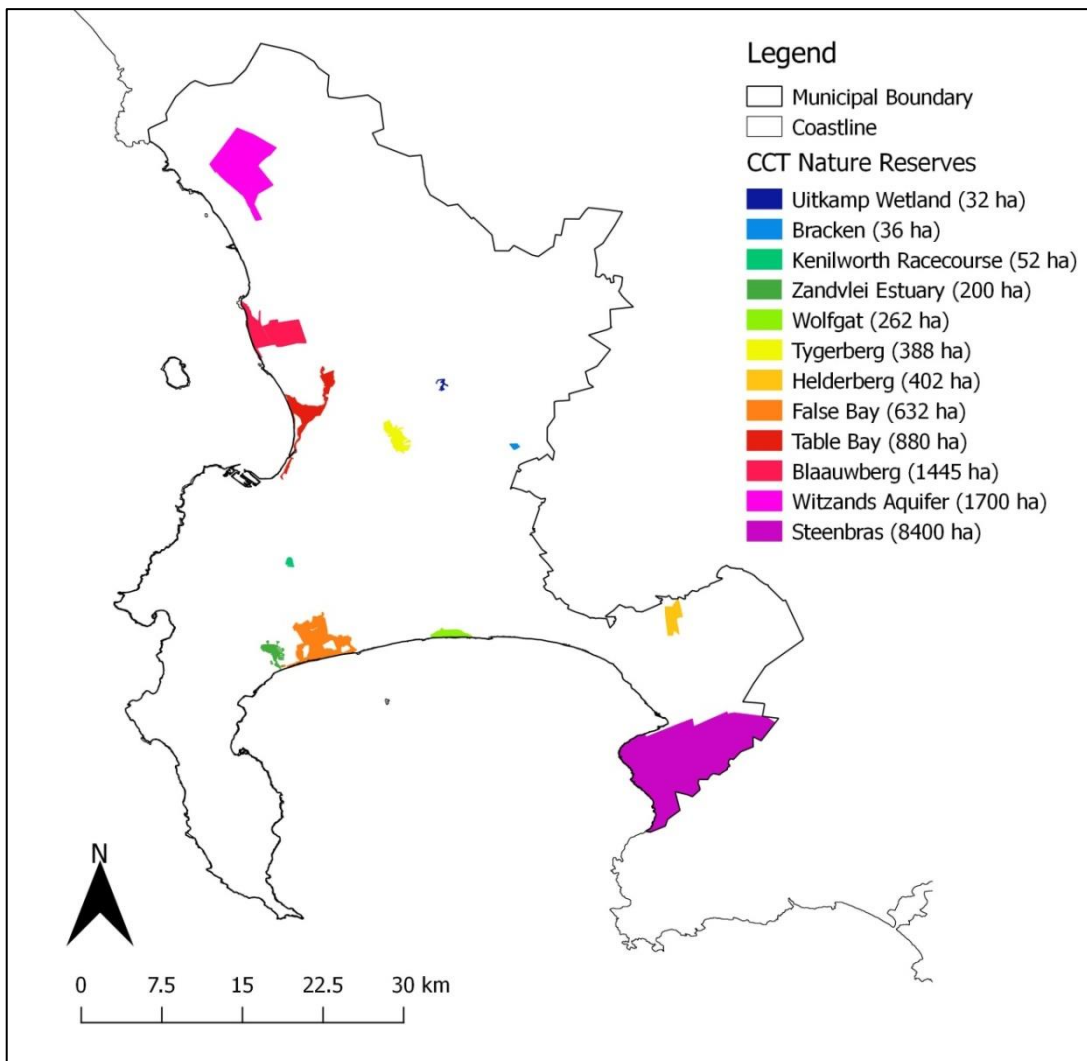 Legend
Municipal Boundary
Coastline
CCT Nature Reserves
Uitkamp Wetland (32 ha)
Bracken (36 ha)
Kenilworth Racecourse (52 ha)
Zandvlei Estuary (200 ha)
Wolfgat (262 ha)
Tygerberg (388 ha)
Helderberg (402 ha)
False Bay (632 ha)
Table Bay (880 ha)
Blaauwberg (1445 ha)
Witzands Aquifer (1700 ha)
Steenbras (8400 ha)
N
0 7.5 15 22.5 30 km